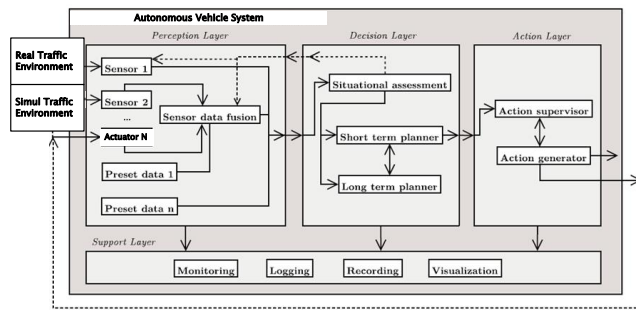 Autonomous Vehicle System
Perception Layer
Decision Layer
Action Layer
Real Traffic
Environment
Simul Traffic
Environment
Sensor 1
Sensor 2
...
Actuator N
Sensor data fusion
Preset data 1
Preset data n
Situational assessment
Short term planner
Long term planner
Action supervisor
Action generator
Support Layer
Monitoring
Logging
Recording
Visualization